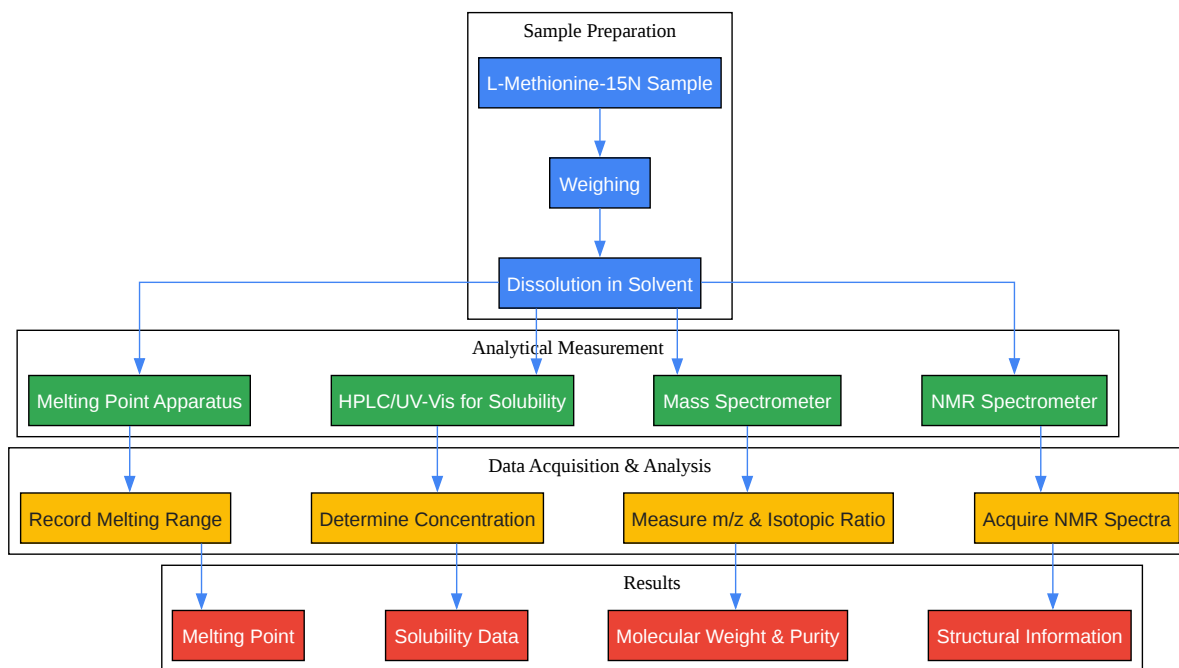 Sample Preparation
L-Methionine-15N Sample
Weighing
Dissolution in Solvent
Analytical Measurement
Melting Point Apparatus
HPLC/UV-Vis for Solubility
Mass Spectrometer
NMR Spectrometer
Data Acquisition & Analysis
Record Melting Range
Determine Concentration
Measure m/z & Isotopic Ratio
Acquire NMR Spectra
Results
Melting Point
Solubility Data
Molecular Weight & Purity
Structural Information